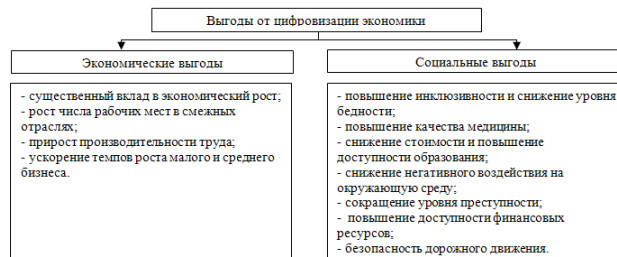 Выгоды от цифровизации экономики
Экономические выгоды
- существенный вклад в экономический рост;
- рост числа рабочих мест в смежных
отраслях;
- прирост производительности труда;
- ускорение темпов роста малого и среднего
бизнеса.
Социальные выгоды
- повышение инклюзивности и снижение уровня
бедности;
- повышение качества медицины;
- снижение стоимости и повышение
доступности образования;
- снижение негативного воздействия на
окружающую среду;
- сокращение уровня преступности;
- повышение доступности финансовых
ресурсов;
- безопасность дорожного движения.